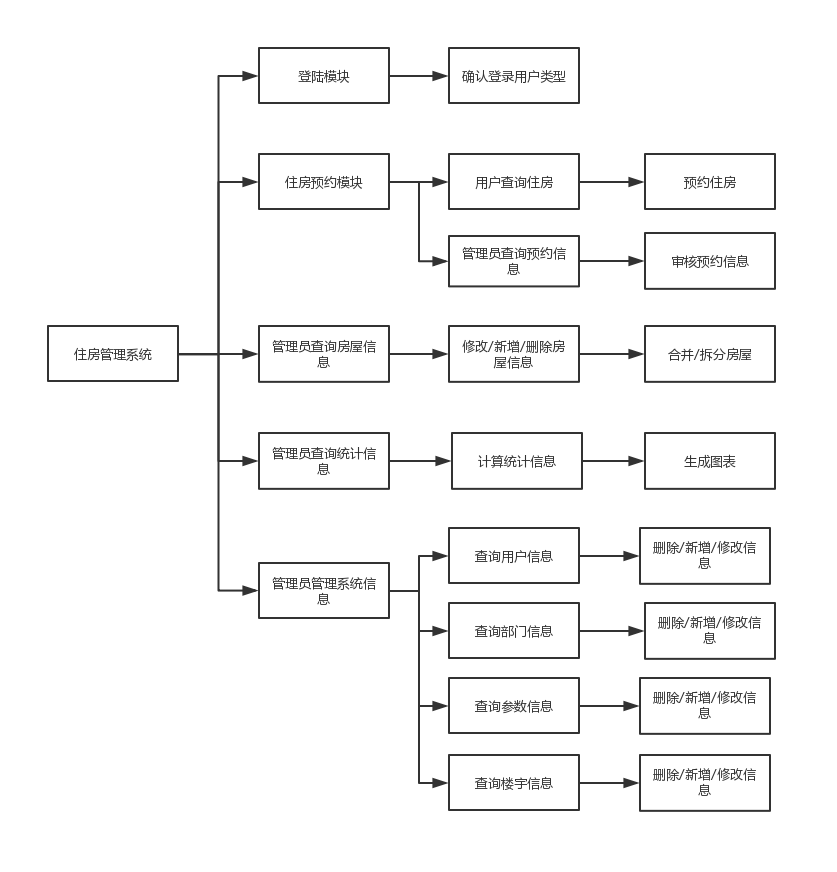 登陆模块
确认登录用户类型
住房预约模块
用户查询住房
预约住房
管理员查询预约信
息
审核预约信息
住房管理系统
管理员查询房屋信
息
修改/新增/删除房
屋信息
合并/拆分房屋
管理员查询统计信
息
计算统计信息
生成图表
管理员管理系统信
息
查询用户信息
删除/新增/修改信
息
查询部门信息
删除/新增/修改信
息
查询参数信息
删除/新增/修改信
息
查询楼宇信息
删除/新增/修改信
息